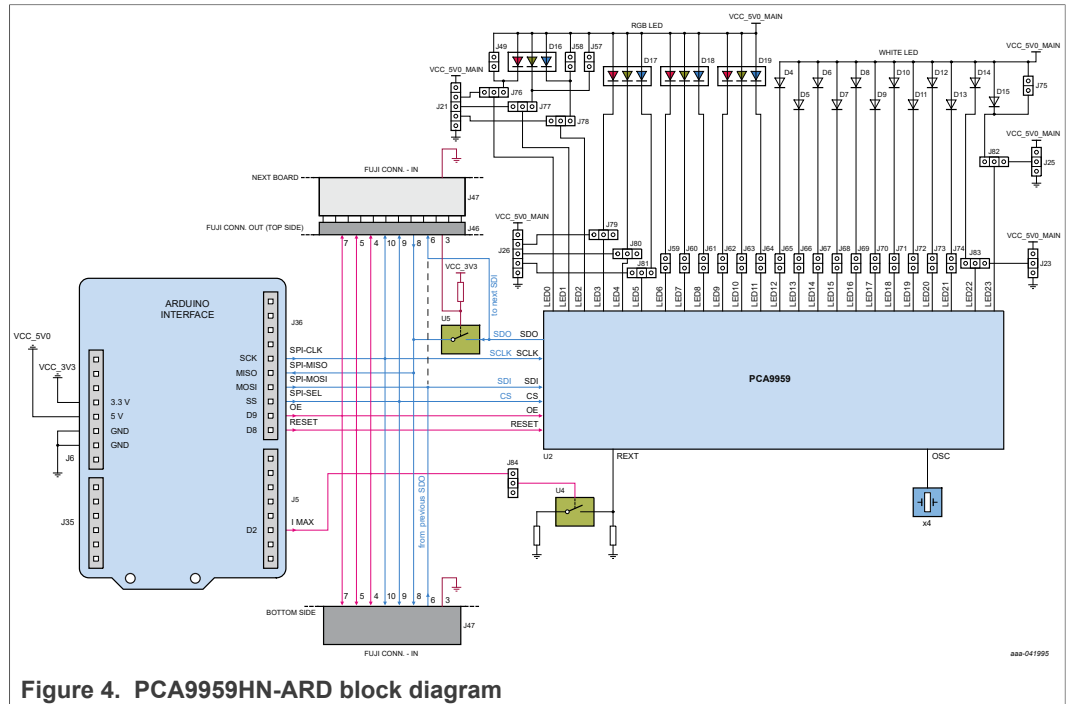 RGB LED
VCC_5V0_MAIN
J49
D16
J58
J57
WHITE LED
VCC_5V0_MAIN
VCC_5V0_MAIN
J76
J21
J77
J78
D17
D18
D19
D4
D5
D6
D7
D8
D9
D10
D11
D12
D13
D14
D15
J75
J82
VCC_5V0_MAIN
J25
FUJI CONN. - IN
NEXT BOARD
J47
FUJI CONN. OUT (TOP SIDE)
J46
7 5 4 10 9 8 6 3
VCC_5V0_MAIN
J26
J79
J80
J81
J59
J60
J61
J62
J63
J64
J65
J66
J67
J68
J69
J70
J71
J72
J73
J74
J83
VCC_5V0_MAIN
J23
LED0
LED1
LED2
LED3
LED4
LED5
LED6
LED7
LED8
LED9
LED10
LED11
LED12
LED13
LED14
LED15
LED16
LED17
LED18
LED19
LED20
LED21
LED22
LED23
VCC_3V3
U5
to next SDI
ARDUINO
INTERFACE
VCC_5V0
VCC_3V3
3.3 V
5 V
GND
GND
J6
J35
J36
SCK
MISO
MOSI
SS
D9
D8
J5
D2
SPI-CLK
SPI-MISO
SPI-MOSI
SPI-SEL
OE
RESET
I MAX
SDO SDO
SCLK SCLK
SDI SDI
CS CS
OE
RESET
PCA9959
U2
REXT
OSC
x4
J84
U4
from previous SDO
7 5 4 10 9 8 6 3
BOTTOM SIDE
J47
FUJI CONN. - IN
aaa-041995
Figure 4. PCA9959HN-ARD block diagram